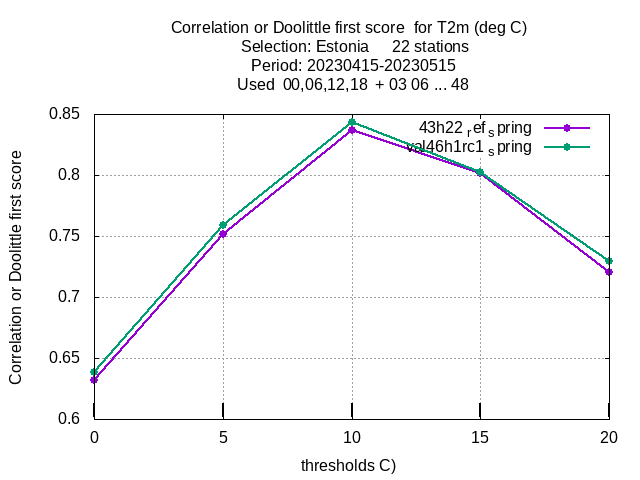 Correlation or Doolittle first score for T2m (deg C)
Selection: Estonia 22 stations
Period: 20230415-20230515
Used 00,06,12,18 + 03 06 ... 48
43h22 ref spring
val46h1rc1 spring
Correlation or Doolittle first score
0.85
0.8
0.75
0.7
0.65
0.6
0 5 10 15 20
thresholds C)